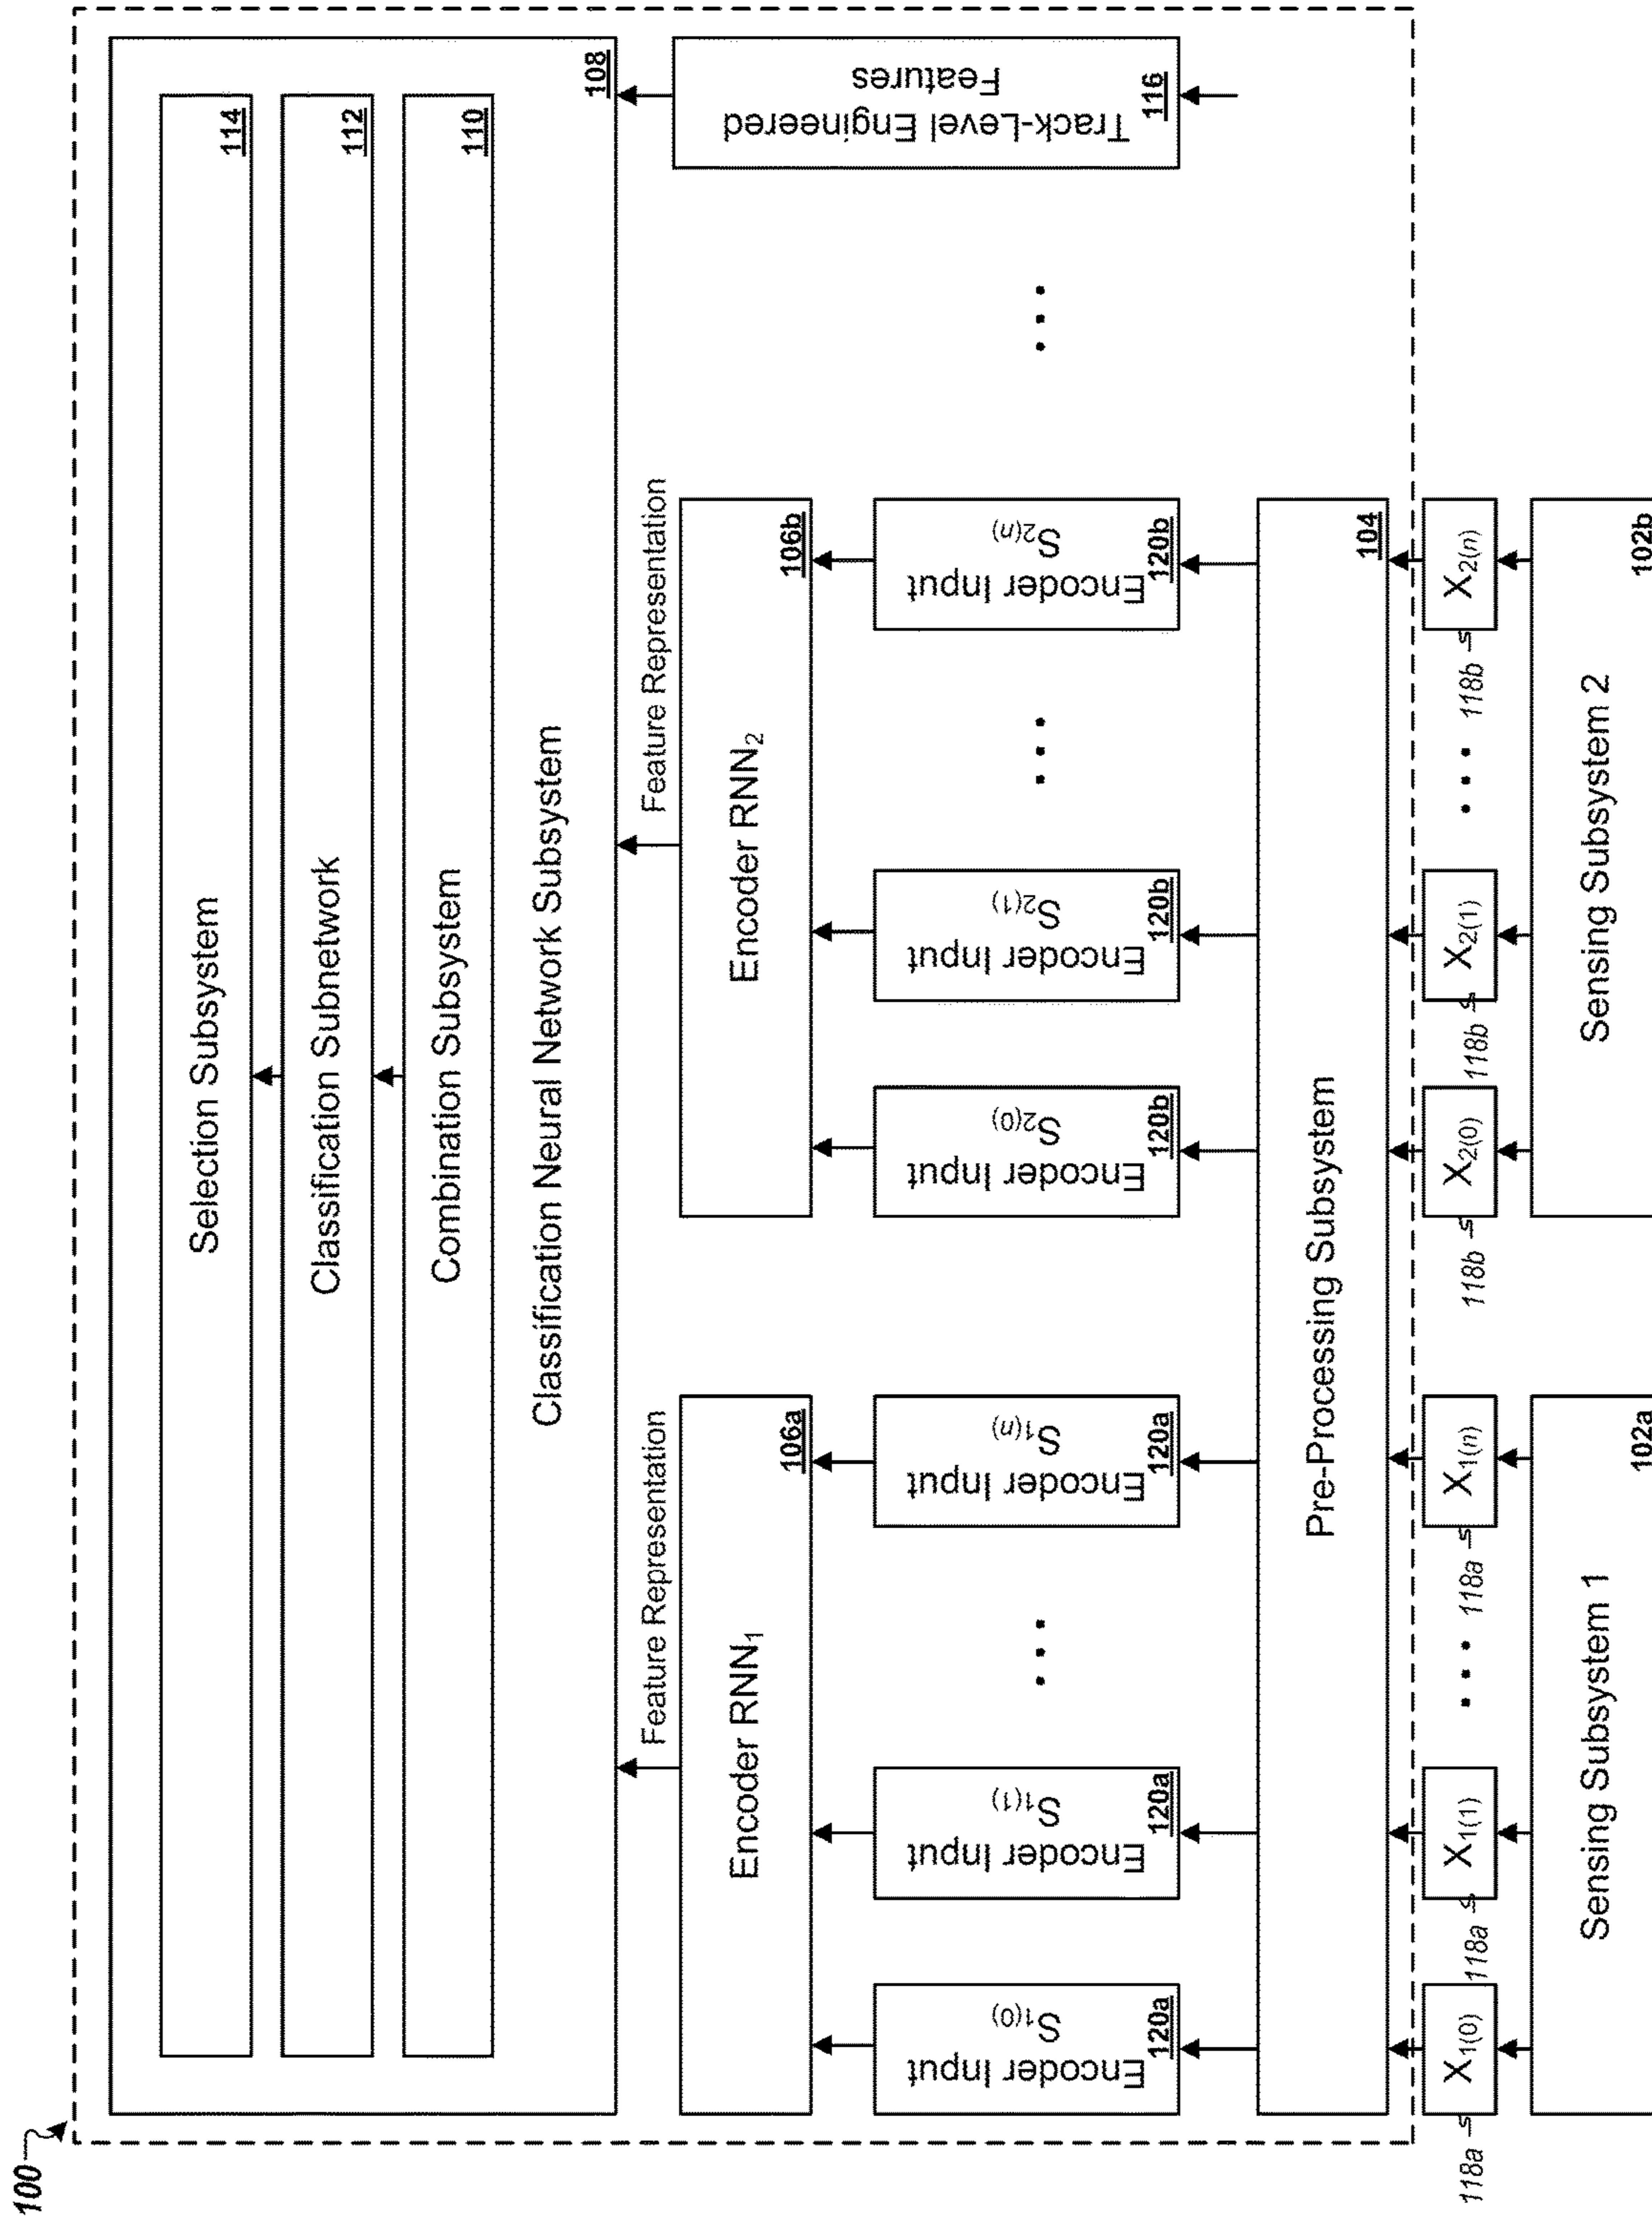 100
Selection Subsystem
114
Classification Subnetwork
112
Combination Subsystem
110
Classification Neural Network Subsystem
108
Feature Representation
Feature Representation
Encoder RNN1
106a
Encoder RNN2
106b
Track-Level Engineered
Features
116
Encoder Input
S1(0)
120a
Encoder Input
S1(1)
120a
...
Encoder Input
S1(n)
120a
Encoder Input
S2(0)
120b
Encoder Input
S2(1)
120b
...
Encoder Input
S2(n)
120b
...
Pre-Processing Subsystem
104
118a
X1(0)
118a
X1(1)
...
118a
X1(n)
118b
X2(0)
118b
X2(1)
...
118b
X2(n)
Sensing Subsystem 1
102a
Sensing Subsystem 2
102b